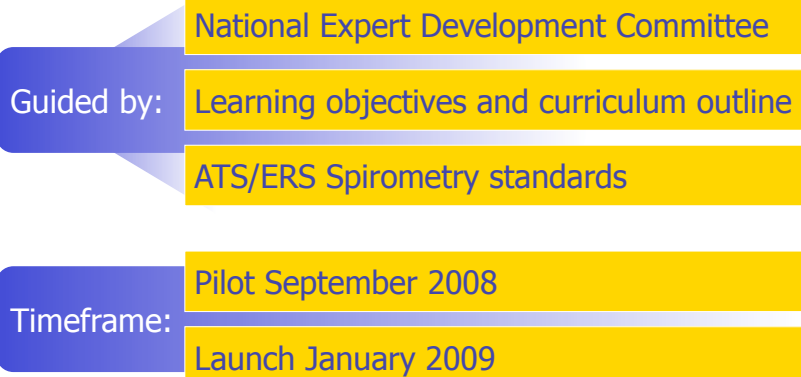 National Expert Development Committee
Guided by:
Learning objectives and curriculum outline
ATS/ERS Spirometry standards
Pilot September 2008
Timeframe:
Launch January 2009